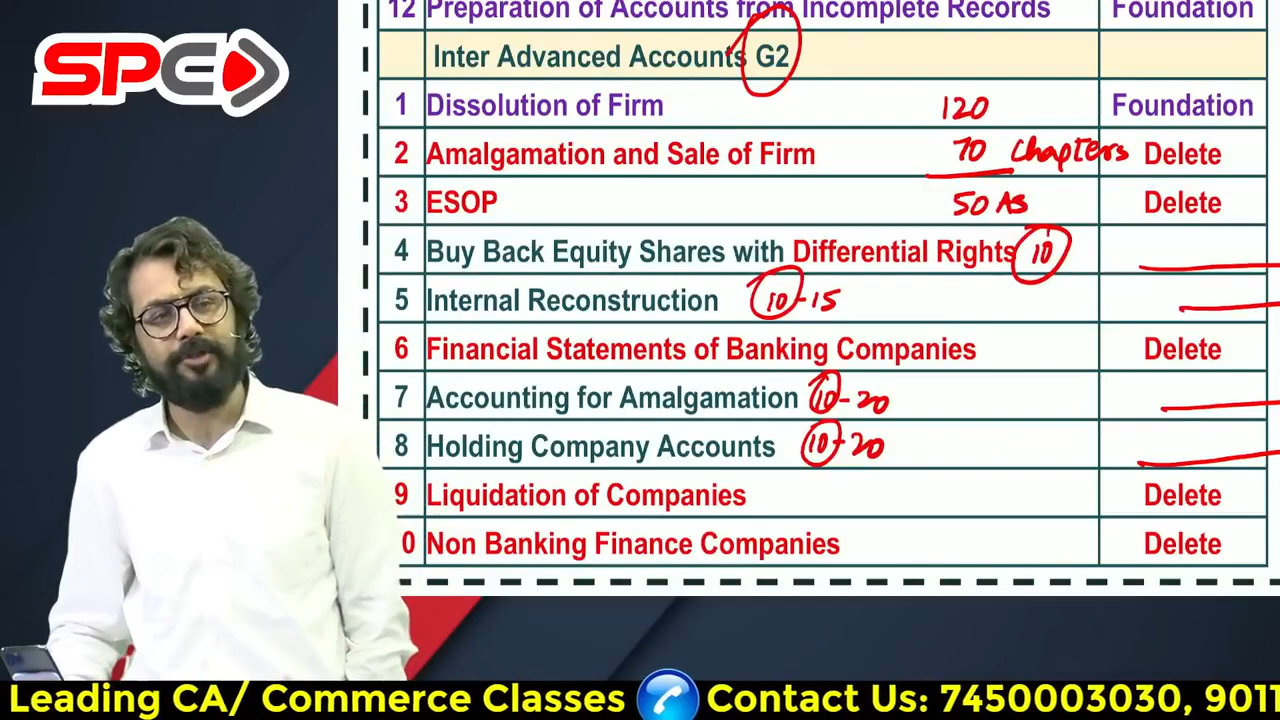 SPC
12 Preparation of Accounts from Incomplete Records Foundation
Inter Advanced Accounts G2
1 Dissolution of Firm 120 Foundation
2 Amalgamation and Sale of Firm 70 Chapters Delete
3 ESOP 50 AS Delete
4 Buy Back Equity Shares with Differential Rights 10
5 Internal Reconstruction 10-15
6 Financial Statements of Banking Companies Delete
7 Accounting for Amalgamation 10-20
8 Holding Company Accounts 10-20
9 Liquidation of Companies Delete
0 Non Banking Finance Companies Delete
Leading CA/ Commerce Classes Contact Us: 7450003030, 9011